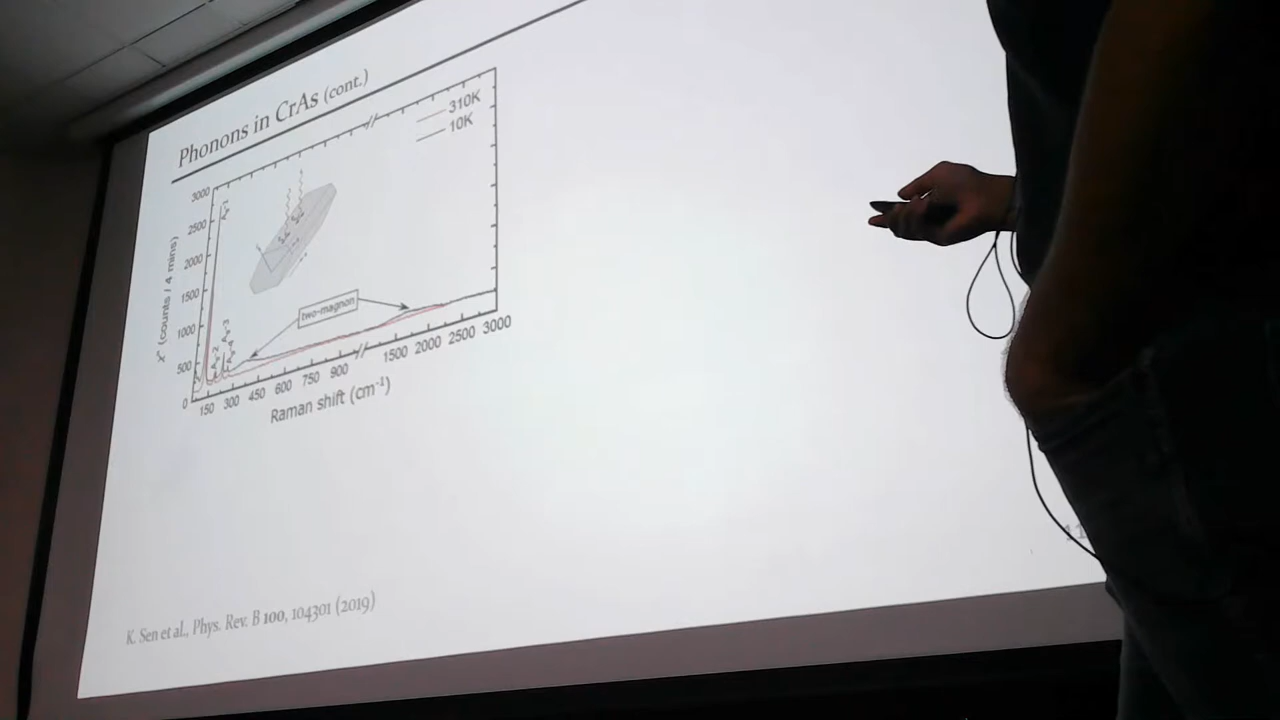 Phonons in CrAs (cont.)
310K
10K
3000
2500
2000
1500
1000
500
0
χ" (counts / 4 mins)
two-magnon
150 300 450 600 750 900 1500 2000 2500 3000
Raman shift (cm⁻¹)
K. Sen et al., Phys. Rev. B 100, 104301 (2019)